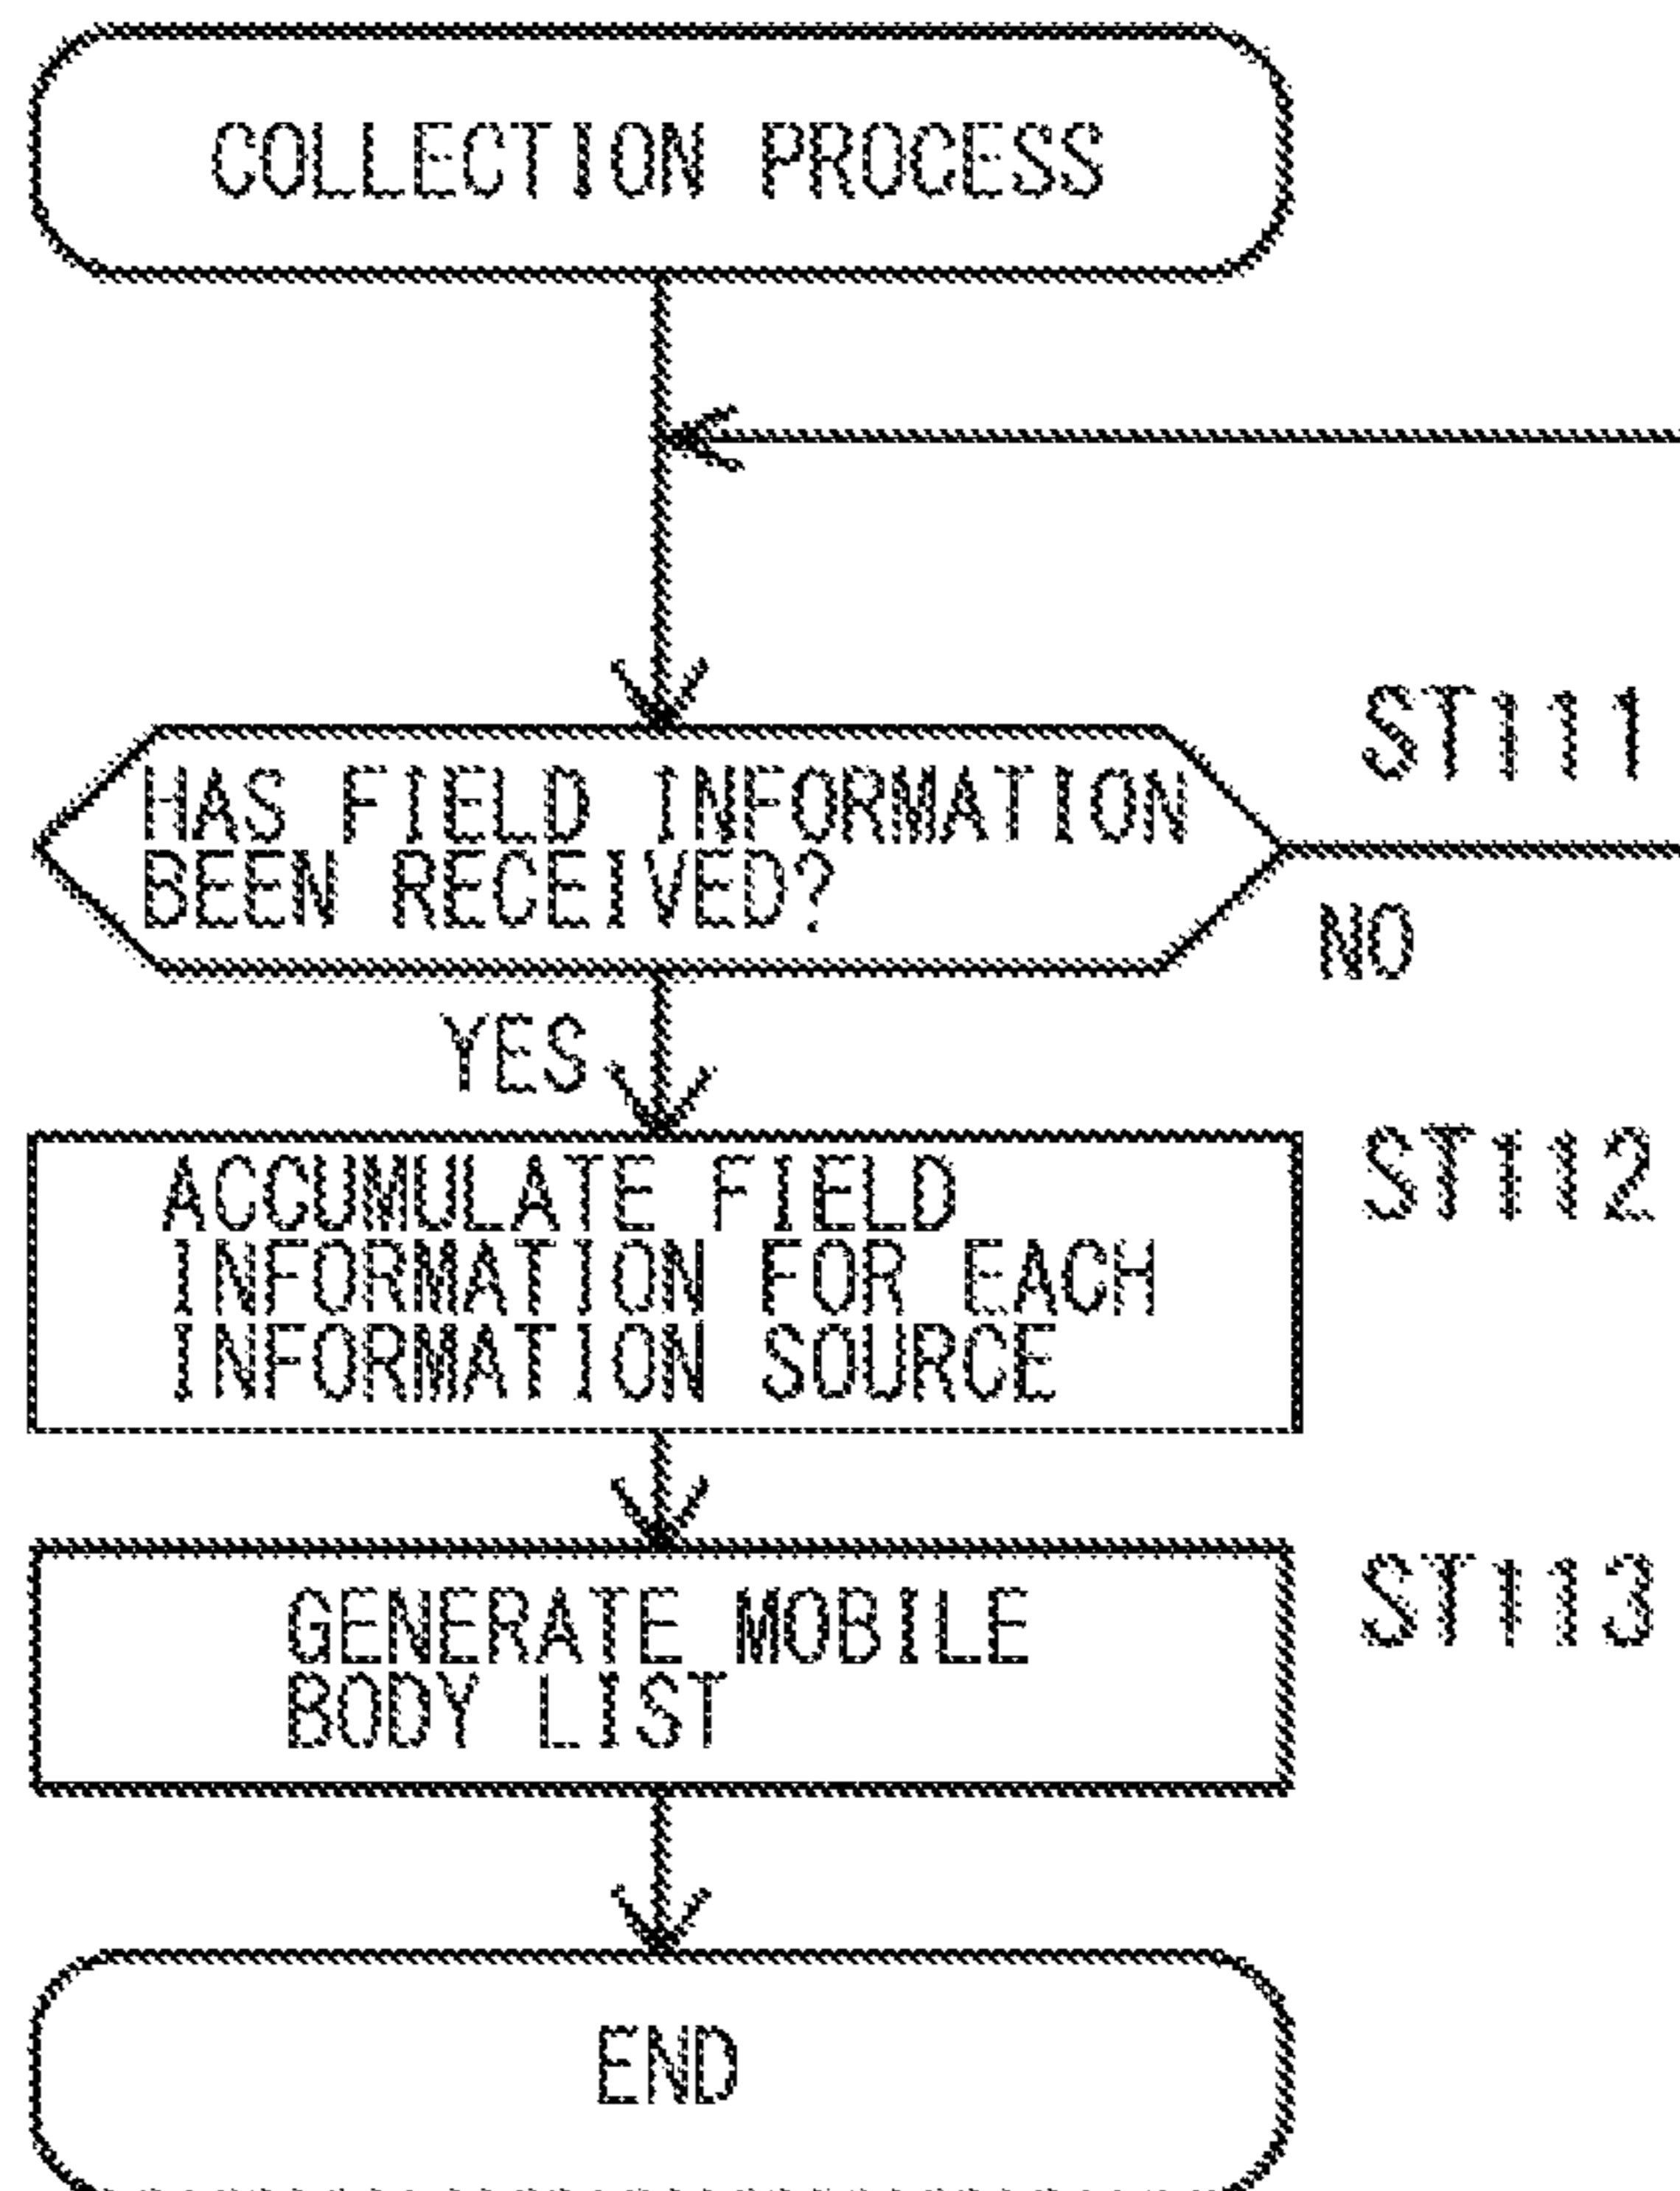 COLLECTION PROCESS
ST111
HAS FIELD INFORMATION
BEEN RECEIVED?
NO
YES
ST112
ACCUMULATE FIELD
INFORMATION FOR EACH
INFORMATION SOURCE
ST113
GENERATE MOBILE
BODY LIST
END